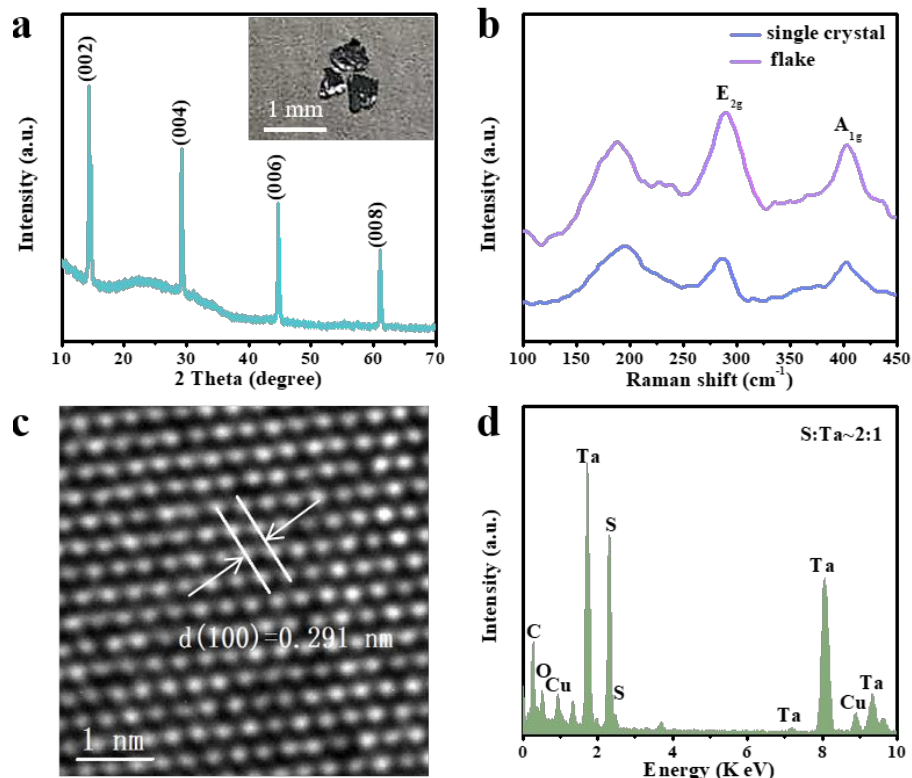 a
(002)
(004)
(006)
(008)
1 mm
Intensity (a.u.)
10 20 30 40 50 60 70
2 Theta (degree)
b
single crystal
flake
E2g
A1g
Intensity (a.u.)
100 150 200 250 300 350 400 450
Raman shift (cm-1)
c
d(100)=0.291 nm
1 nm
d
S:Ta~2:1
Ta
S
Ta
C
O
Cu
S
Ta
Cu
Ta
Intensity (a.u.)
0 2 4 6 8 10
Energy (K eV)